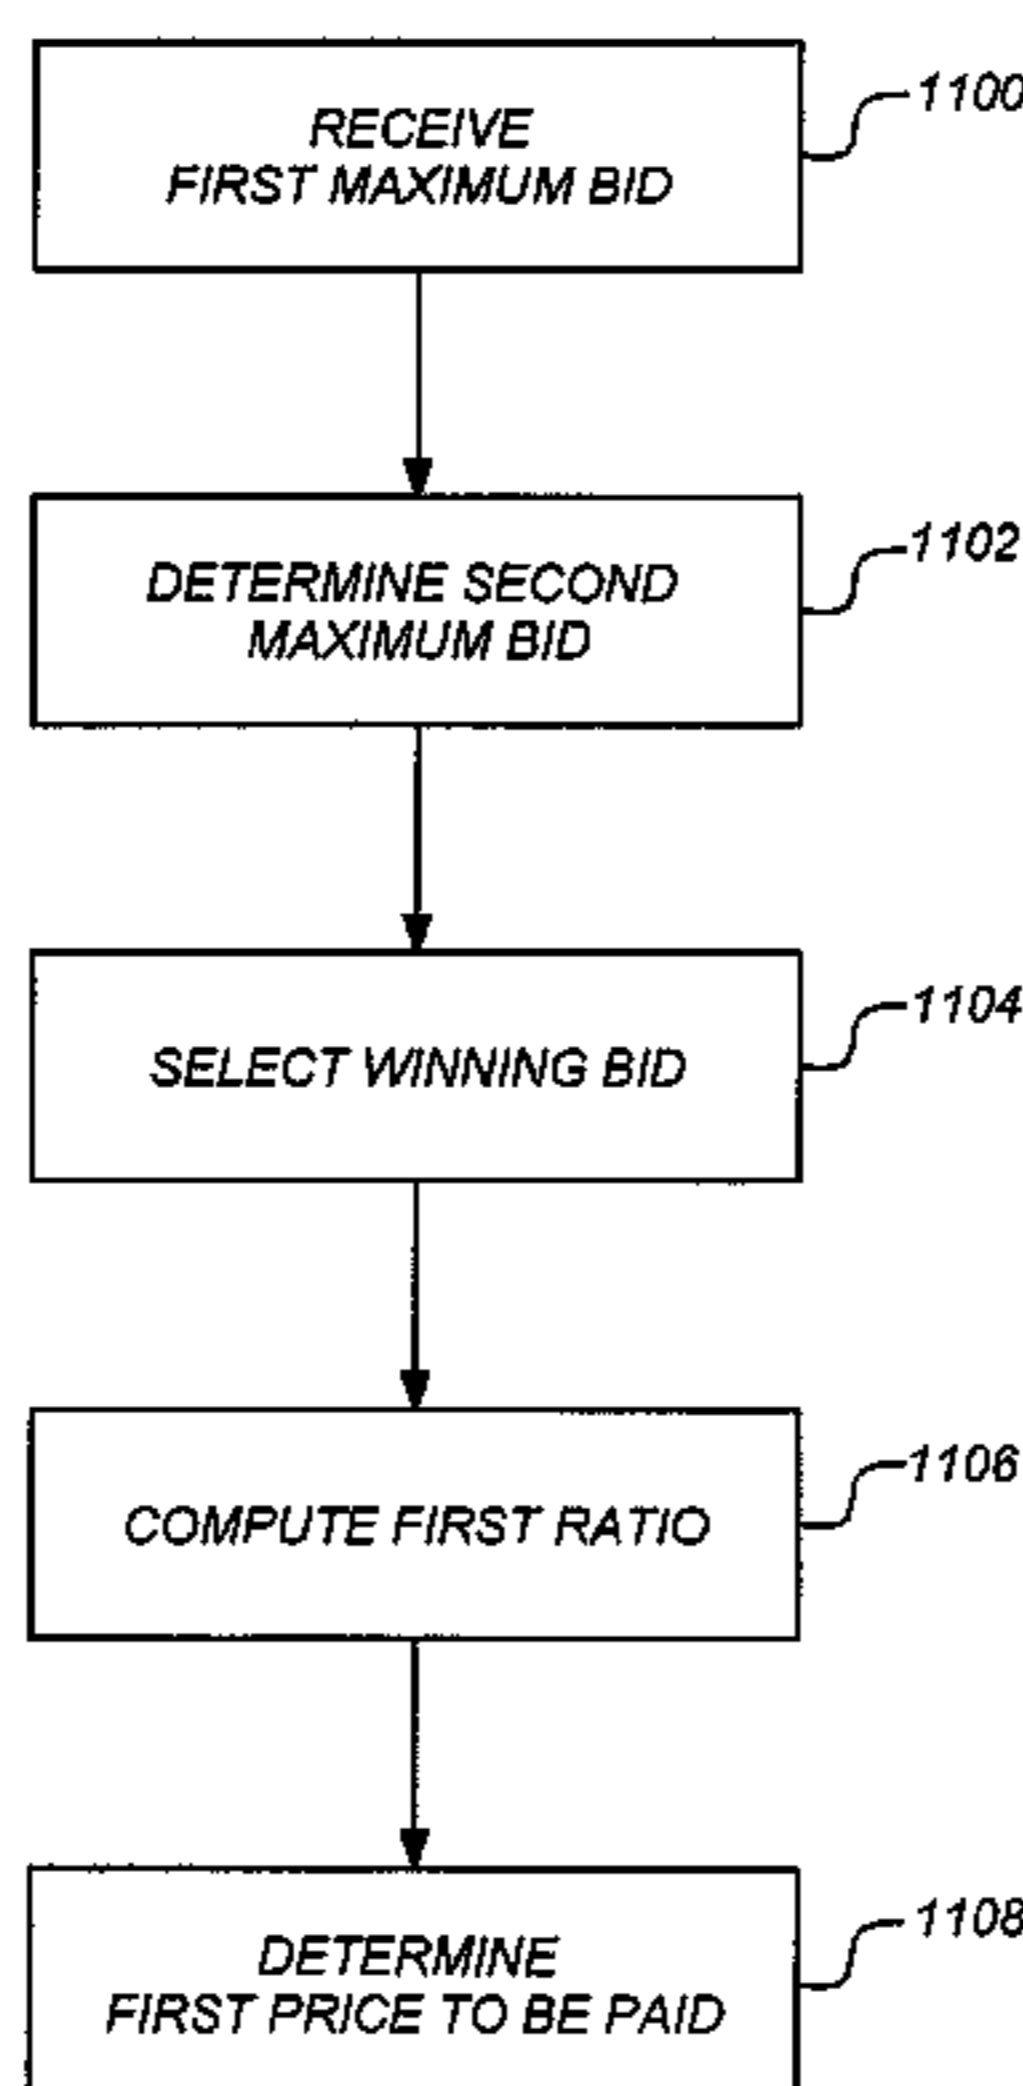 RECEIVE
FIRST MAXIMUM BID
1100
DETERMINE SECOND
MAXIMUM BID
1102
SELECT WINNING BID
1104
COMPUTE FIRST RATIO
1106
DETERMINE
FIRST PRICE TO BE PAID
1108